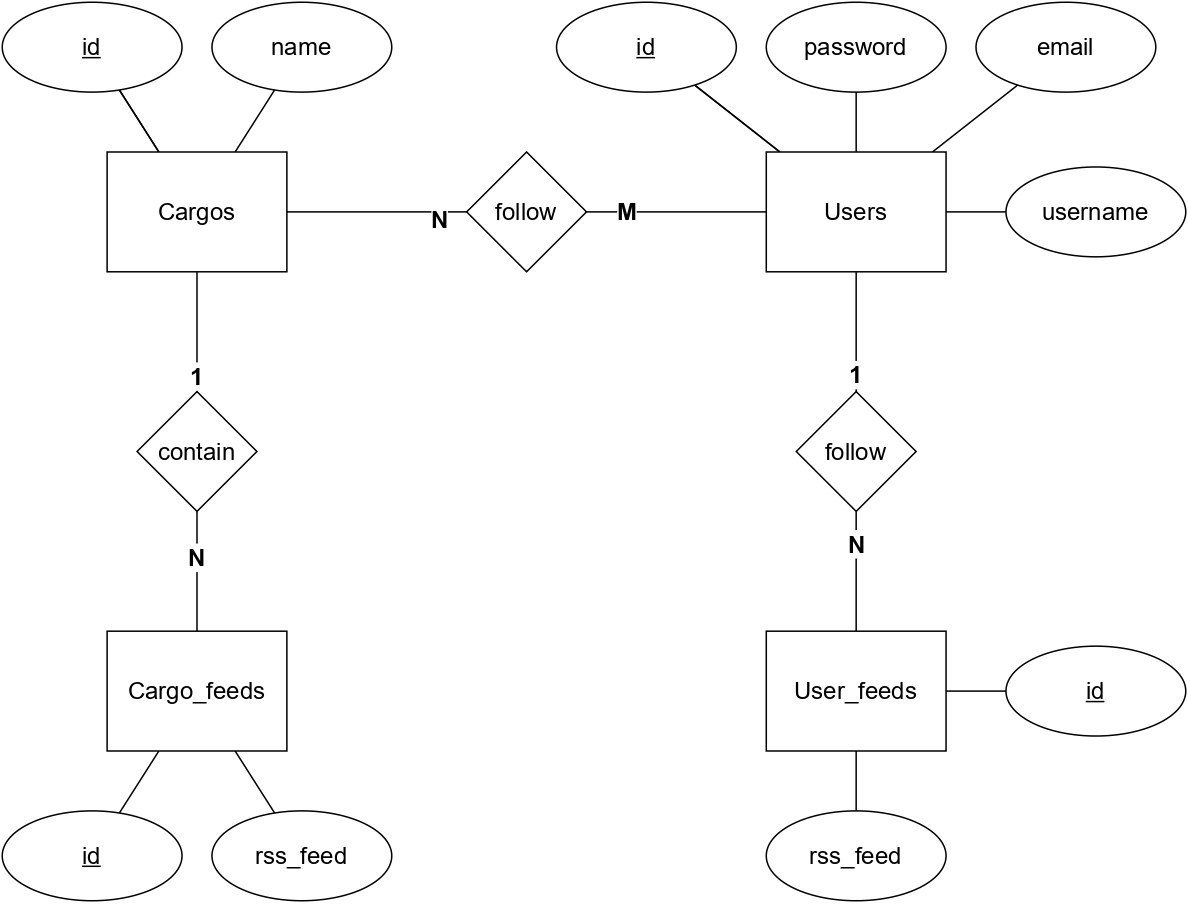 id
name
id
password
email
Cargos
N
follow
M
Users
username
1
contain
N
1
follow
N
Cargo_feeds
User_feeds
id
id
rss_feed
rss_feed